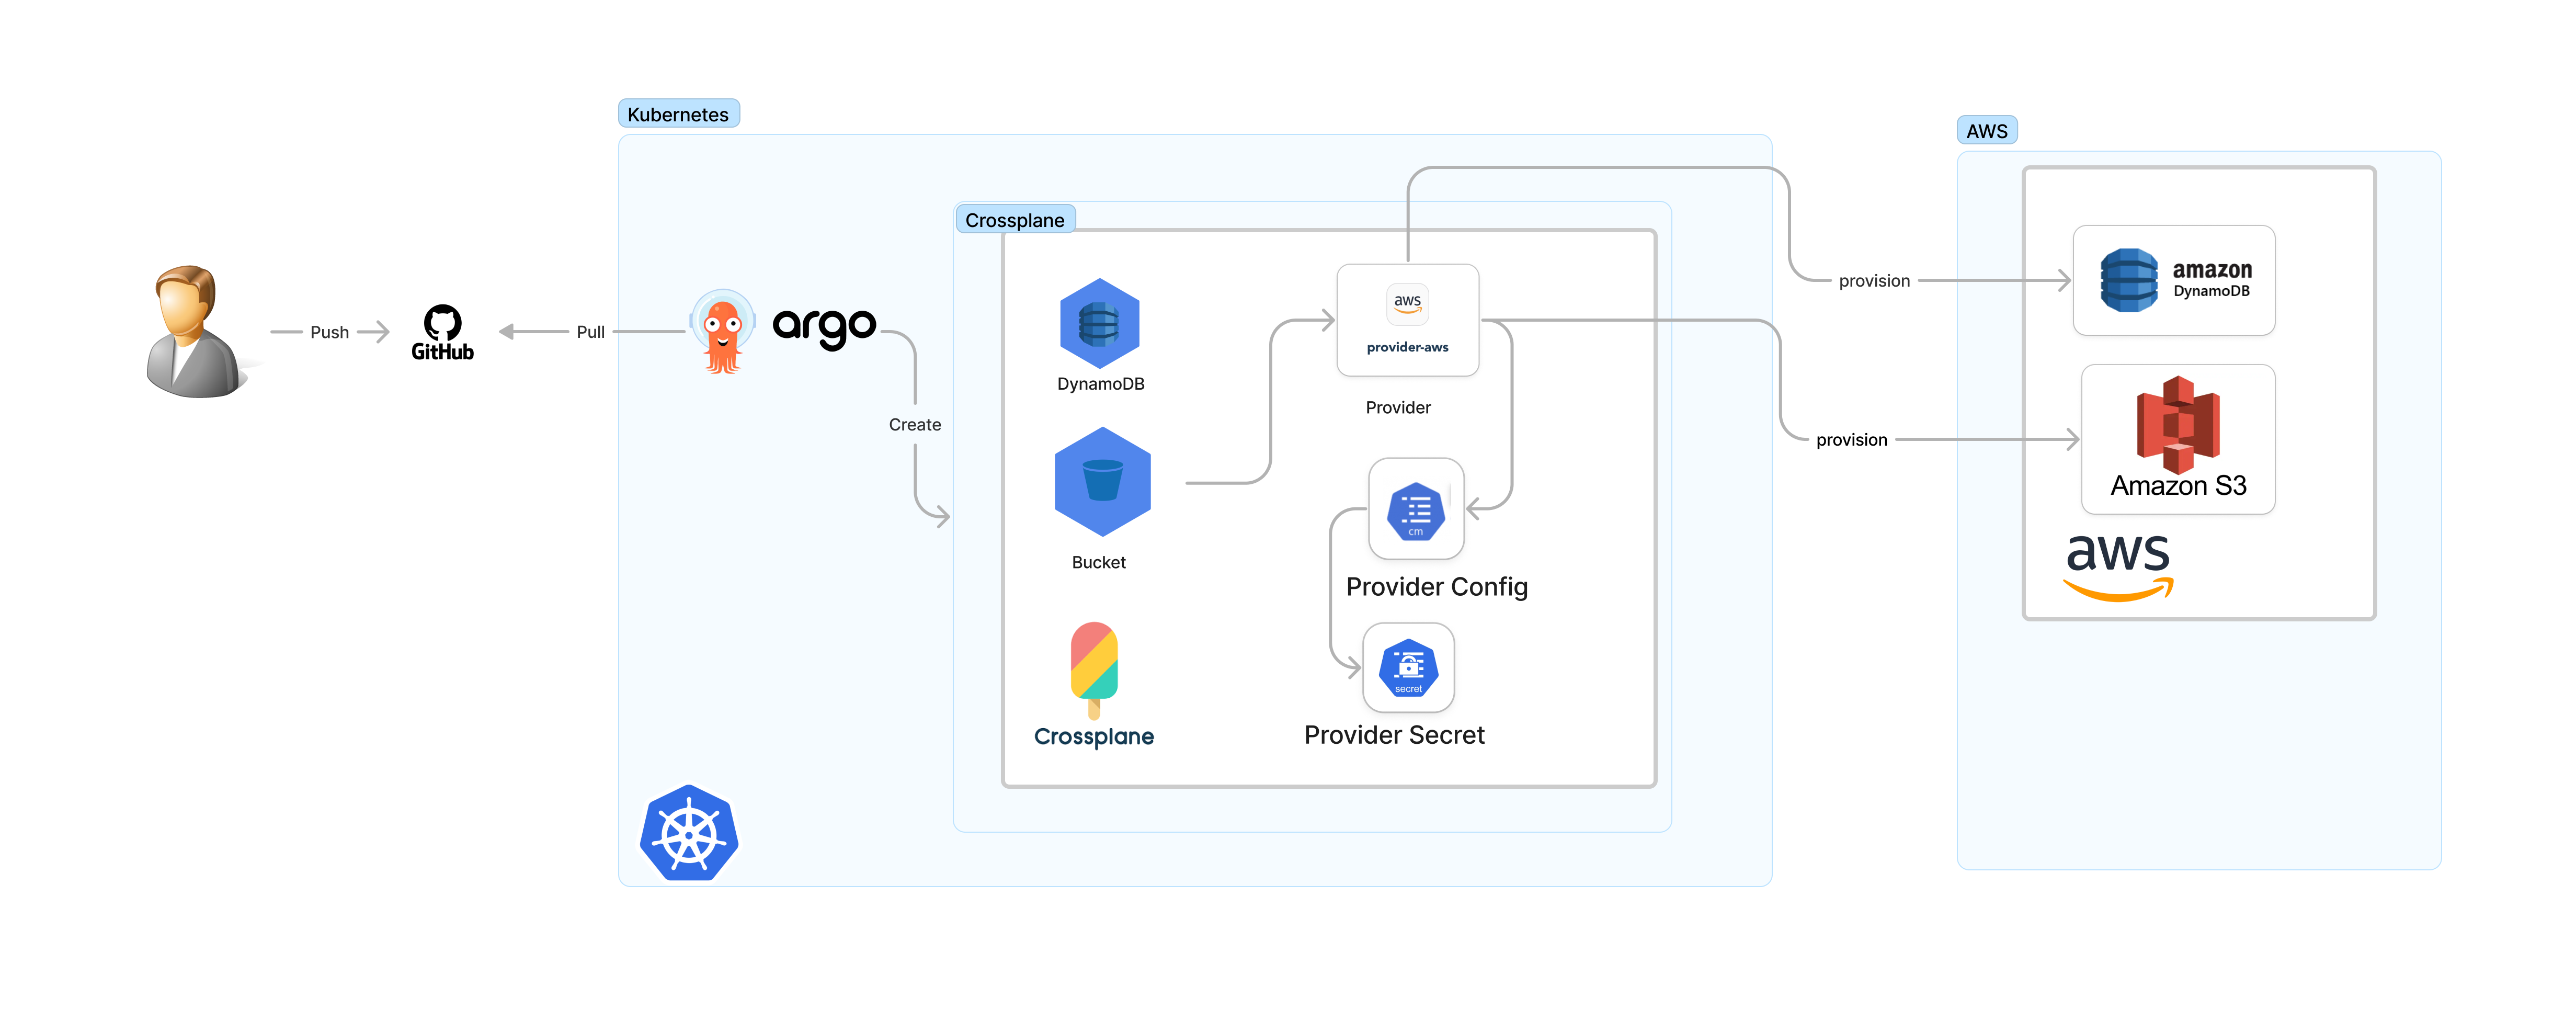 Kubernetes
AWS
Crossplane
Push
GitHub
Pull
argo
Create
DynamoDB
Bucket
Crossplane
aws
provider-aws
Provider
cm
Provider Config
secret
Provider Secret
provision
provision
amazon
DynamoDB
Amazon S3
aws